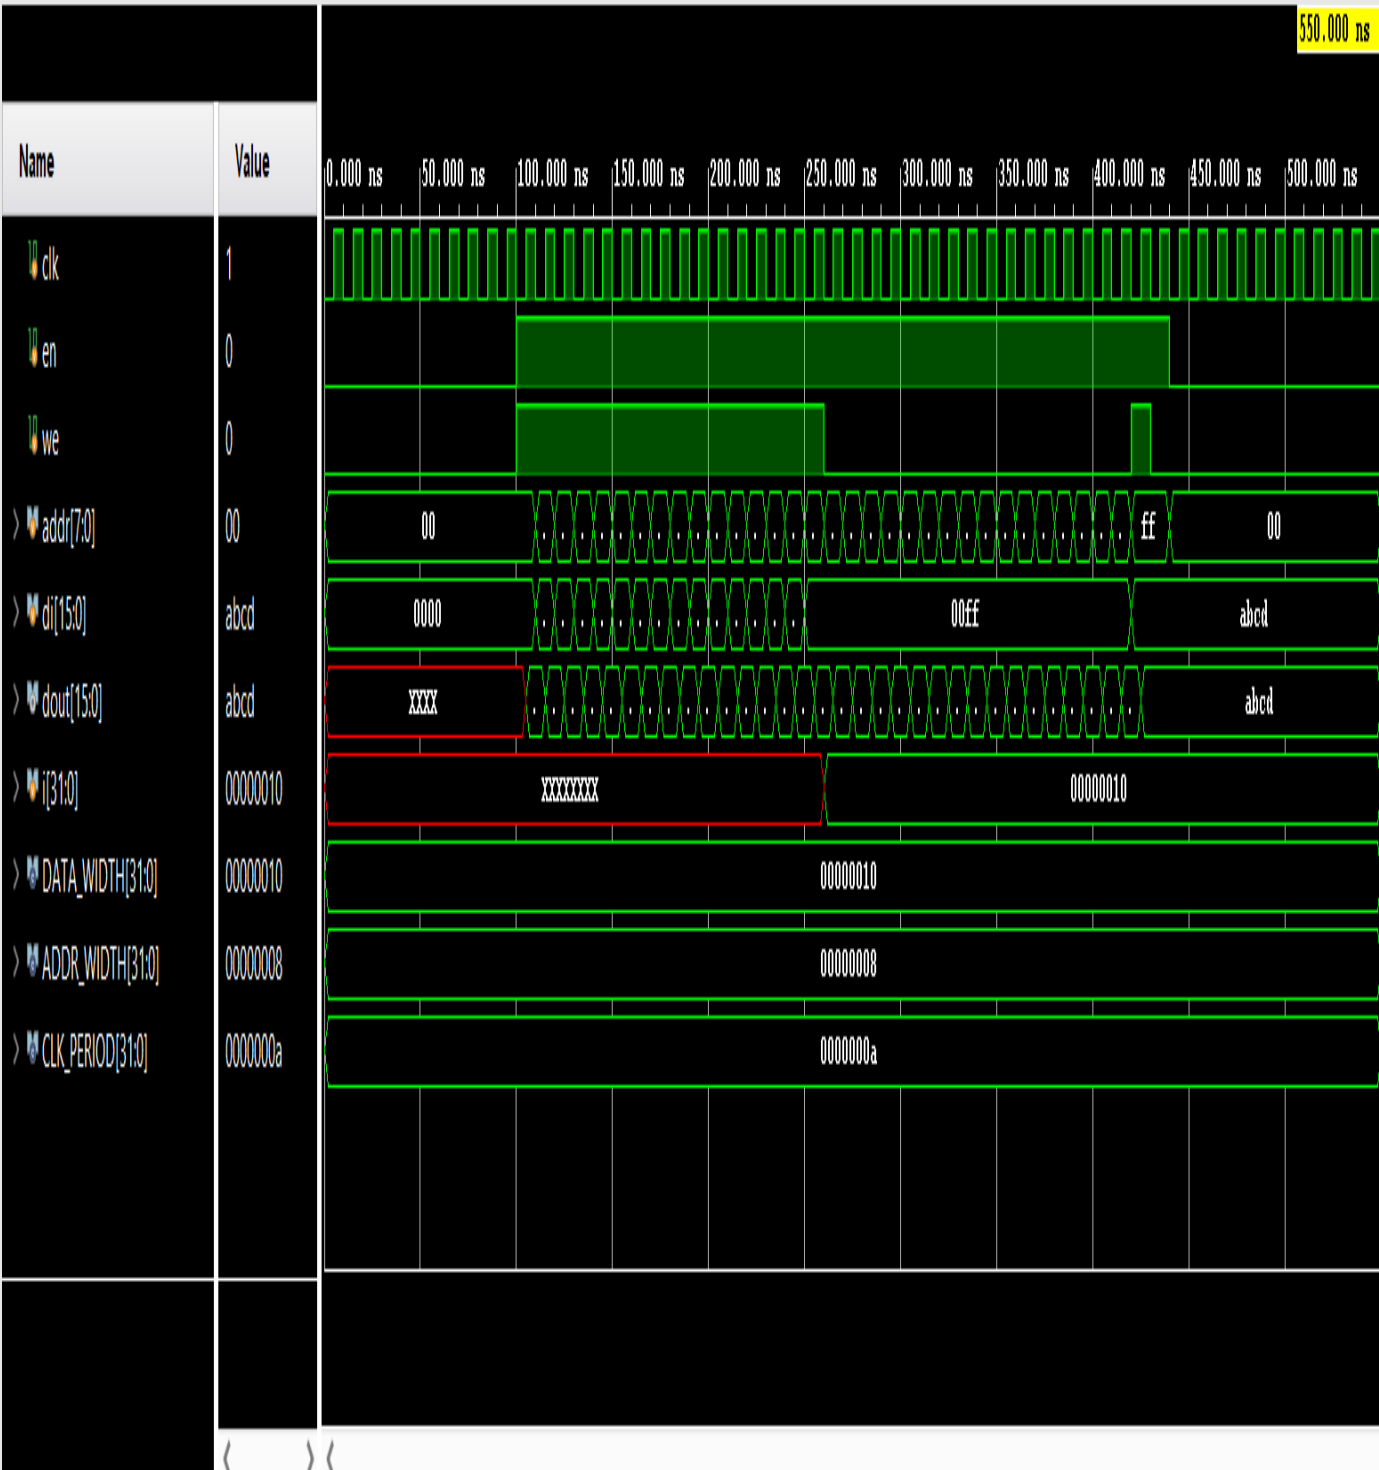 550.000 ns
Name Value
0.000 ns 50.000 ns 100.000 ns 150.000 ns 200.000 ns 250.000 ns 300.000 ns 350.000 ns 400.000 ns 450.000 ns 500.000 ns
clk 1
en 0
we 0
addr[7:0] 00 00 ff 00
di[15:0] abcd 0000 00ff abcd
dout[15:0] abcd XXXX abcd
i[31:0] 00000010 XXXXXXXX 00000010
DATA_WIDTH[31:0] 00000010 00000010
ADDR_WIDTH[31:0] 00000008 00000008
CLK_PERIOD[31:0] 0000000a 0000000a